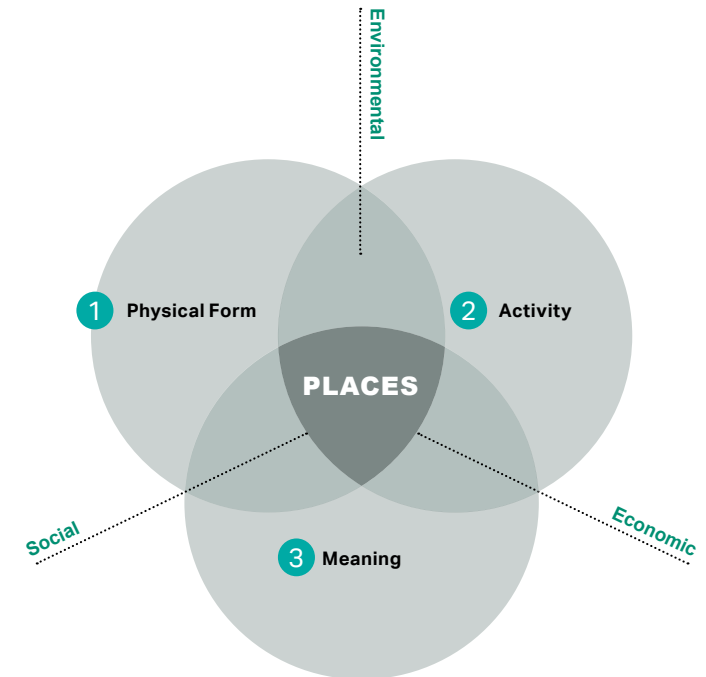 Environmental
1 Physical Form
2 Activity
PLACES
Social
Economic
3 Meaning